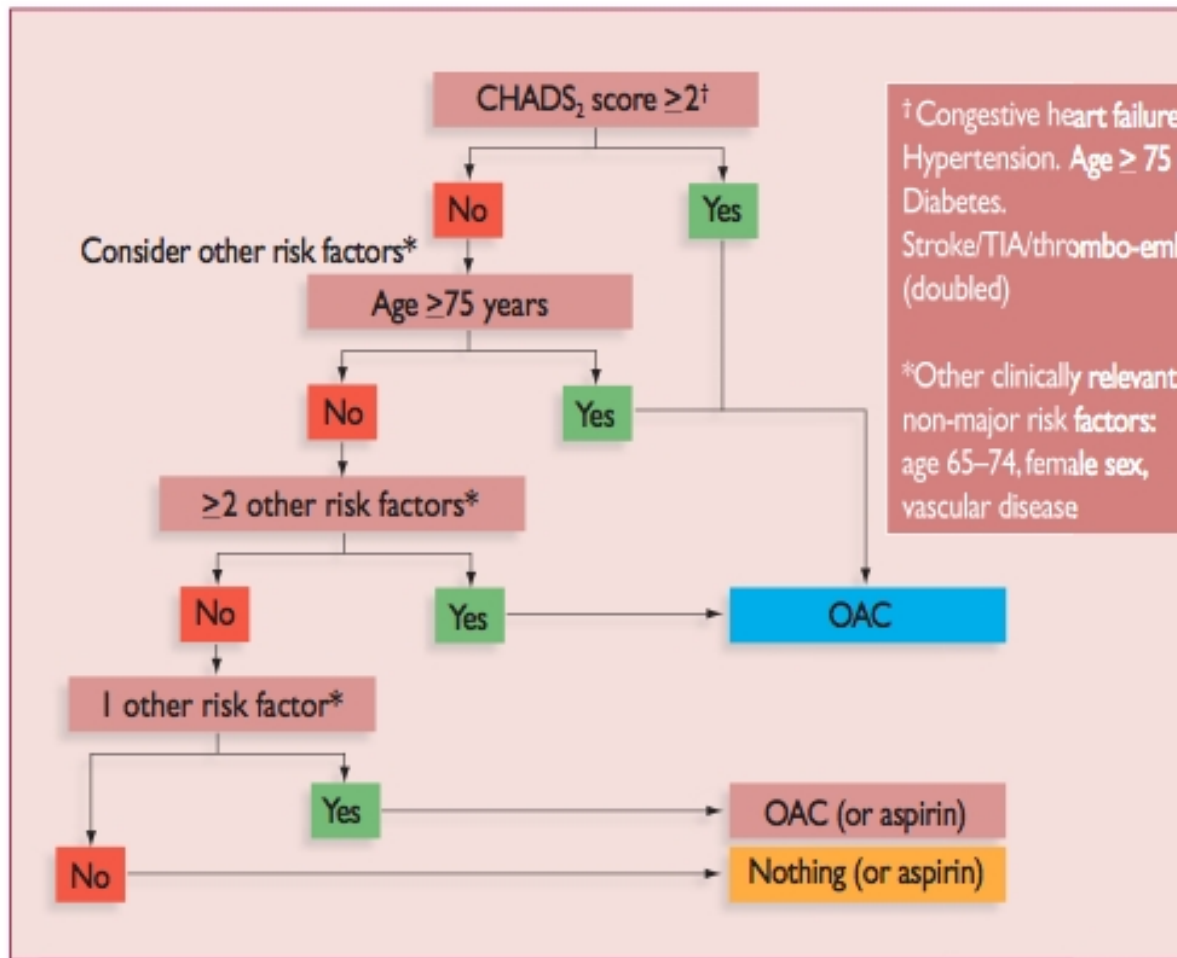 CHADS₂ score ≥2†
No
Yes
Consider other risk factors*
Age ≥75 years
No
Yes
≥2 other risk factors*
No
Yes
OAC
1 other risk factor*
Yes
OAC (or aspirin)
No
Nothing (or aspirin)
†Congestive heart failure
Hypertension. Age ≥ 75
Diabetes.
Stroke/TIA/thrombo-
(doubled)
*Other clinically relevant
non-major risk factors:
age 65–74, female sex,
vascular disease